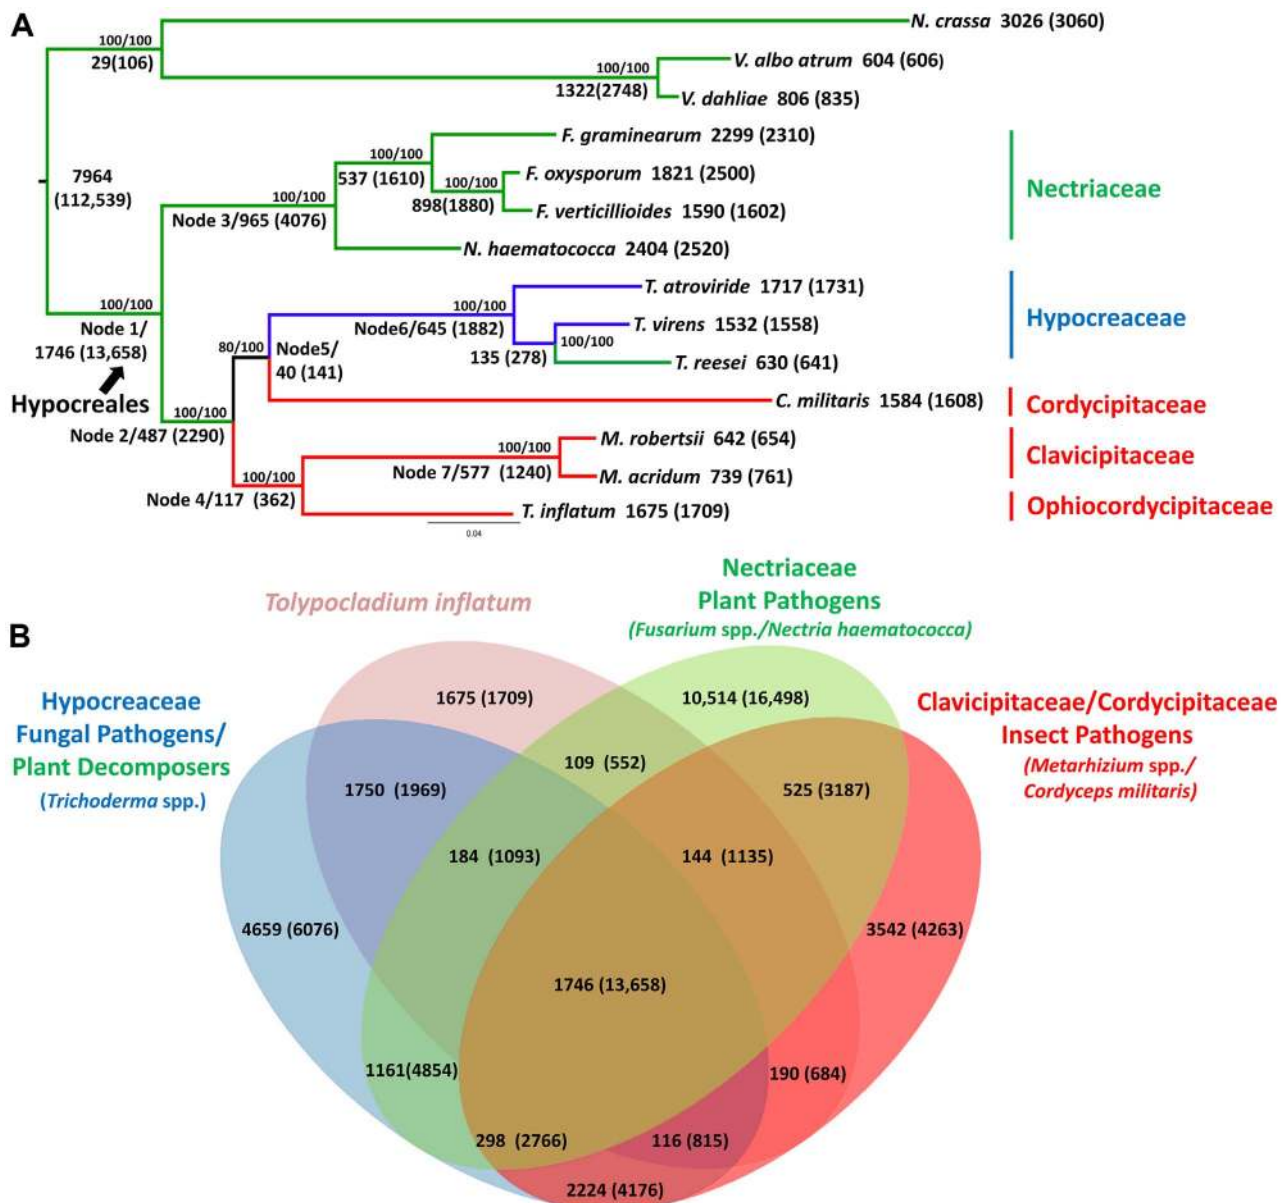 A
N. crassa 3026 (3060)
100/100
29(106)
V. albo atrum 604 (606)
100/100
1322(2748)
V. dahliae 806 (835)
F. graminearum 2299 (2310)
100/100
537 (1610)
F. oxysporum 1821 (2500)
100/100
898(1880)
F. verticillioides 1590 (1602)
7964
(112,539)
100/100
Node 3/965 (4076)
N. haematococca 2404 (2520)
Nectriaceae
T. atroviride 1717 (1731)
100/100
Node6/645 (1882)
T. virens 1532 (1558)
100/100
135 (278)
T. reesei 630 (641)
Hypocreaceae
100/100
Node 1/
1746 (13,658)
Hypocreales
80/100
Node5/
40 (141)
C. militaris 1584 (1608)
Cordycipitaceae
100/100
Node 2/487 (2290)
M. robertsii 642 (654)
100/100
Node 7/577 (1240)
M. acridum 739 (761)
Clavicipitaceae
100/100
Node 4/117 (362)
T. inflatum 1675 (1709)
Ophiocordycipitaceae
0.04
B
Tolypocladium inflatum
Nectriaceae
Plant Pathogens
(Fusarium spp./Nectria haematococca)
Hypocreaceae
Fungal Pathogens/
Plant Decomposers
(Trichoderma spp.)
Clavicipitaceae/Cordycipitaceae
Insect Pathogens
(Metarhizium spp./
Cordyceps militaris)
1675 (1709)
10,514 (16,498)
109 (552)
1750 (1969)
525 (3187)
184 (1093)
144 (1135)
4659 (6076)
3542 (4263)
1746 (13,658)
1161(4854)
190 (684)
298 (2766)
116 (815)
2224 (4176)